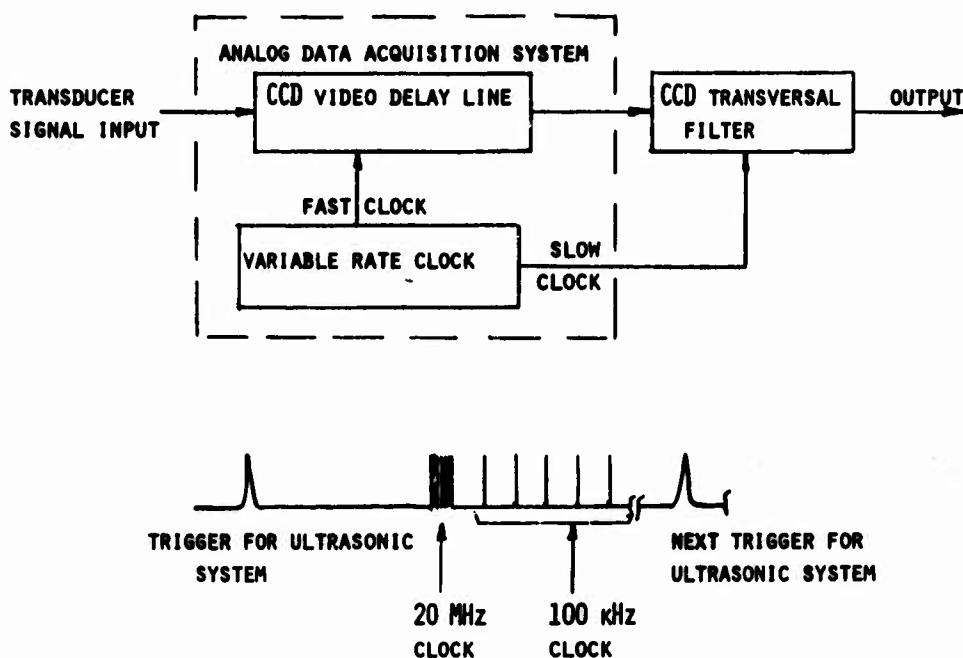 ANALOG DATA ACQUISITION SYSTEM
TRANSDUCER
SIGNAL INPUT
CCD VIDEO DELAY LINE
CCD TRANSVERSAL
FILTER
OUTPUT
FAST CLOCK
VARIABLE RATE CLOCK
SLOW
CLOCK
TRIGGER FOR ULTRASONIC
SYSTEM
NEXT TRIGGER FOR
ULTRASONIC SYSTEM
20 MHz
CLOCK
100 KHz
CLOCK